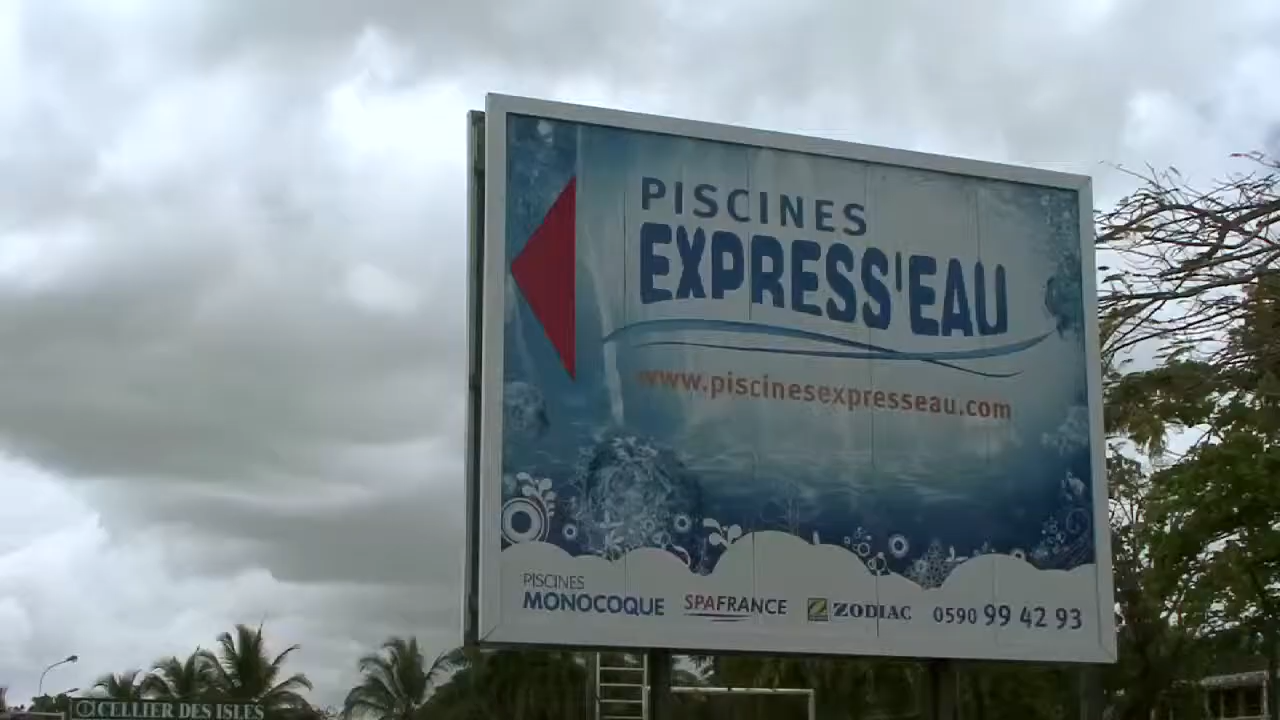 PISCINES
EXPRESS'EAU
www.piscinesexpresseau.com
PISCINES
MONOCOQUE
SPAFRANCE
ZODIAC
0590 99 42 93
CELLIER DES ISLES